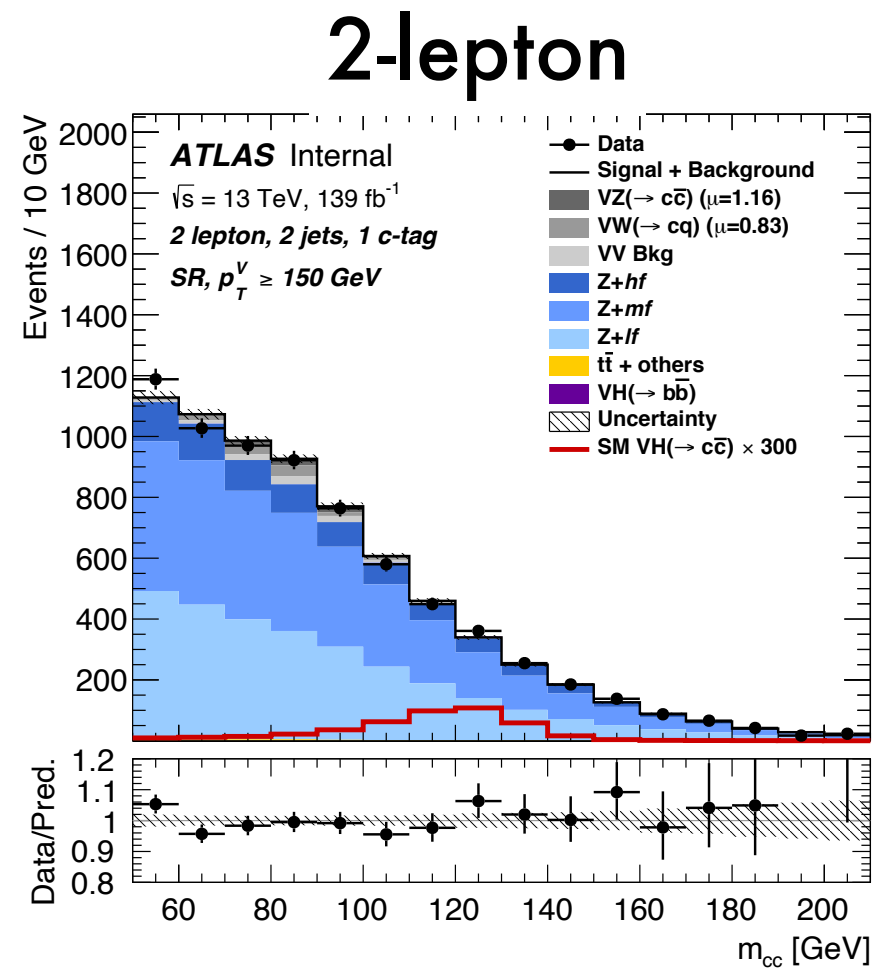 2-lepton
Events / 10 GeV
2000
1800
1600
1400
1200
1000
800
600
400
200
ATLAS Internal
√s = 13 TeV, 139 fb⁻¹
2 lepton, 2 jets, 1 c-tag
SR, p_T^V ≥ 150 GeV
Data
Signal + Background
VZ(→ cc̅) (μ=1.16)
VW(→ cq) (μ=0.83)
VV Bkg
Z+hf
Z+mf
Z+lf
tt̅ + others
VH(→ bb̅)
Uncertainty
SM VH(→ cc̅) × 300
Data/Pred.
1.2
1.1
1
0.9
0.8
60 80 100 120 140 160 180 200
m_cc [GeV]